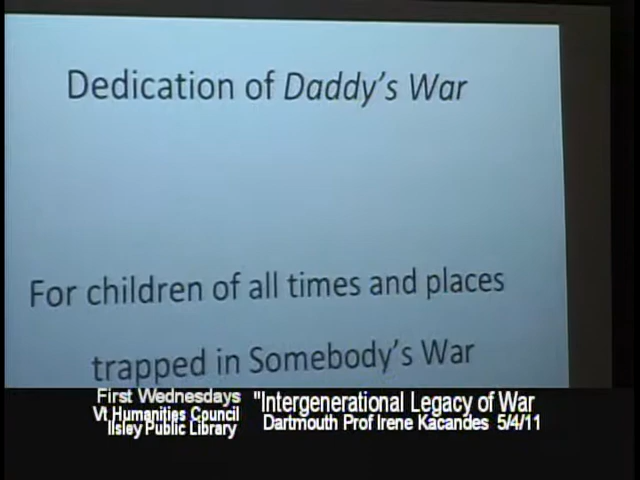 Dedication of Daddy's War
For children of all times and places
trapped in Somebody's War
First Wednesdays
Vt Humanities Council
Ilsley Public Library
"Intergenerational Legacy of War
Dartmouth Prof Irene Kacandes 5/4/11